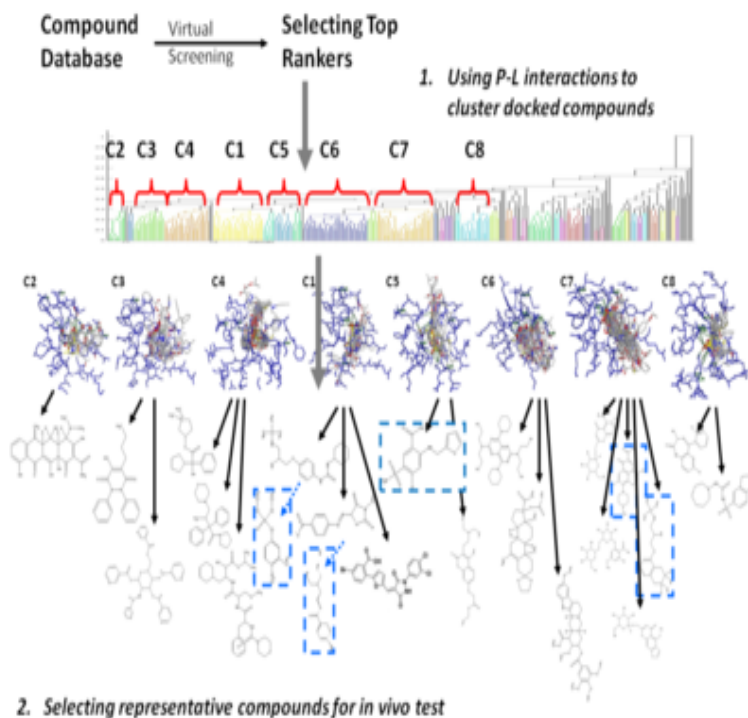 Compound
Database
Virtual
Screening
Selecting Top
Rankers
1. Using P-L interactions to
cluster docked compounds
C2 C3 C4 C1 C5 C6 C7 C8
C2 C3 C4 C1 C5 C6 C7 C8
2. Selecting representative compounds for in vivo test